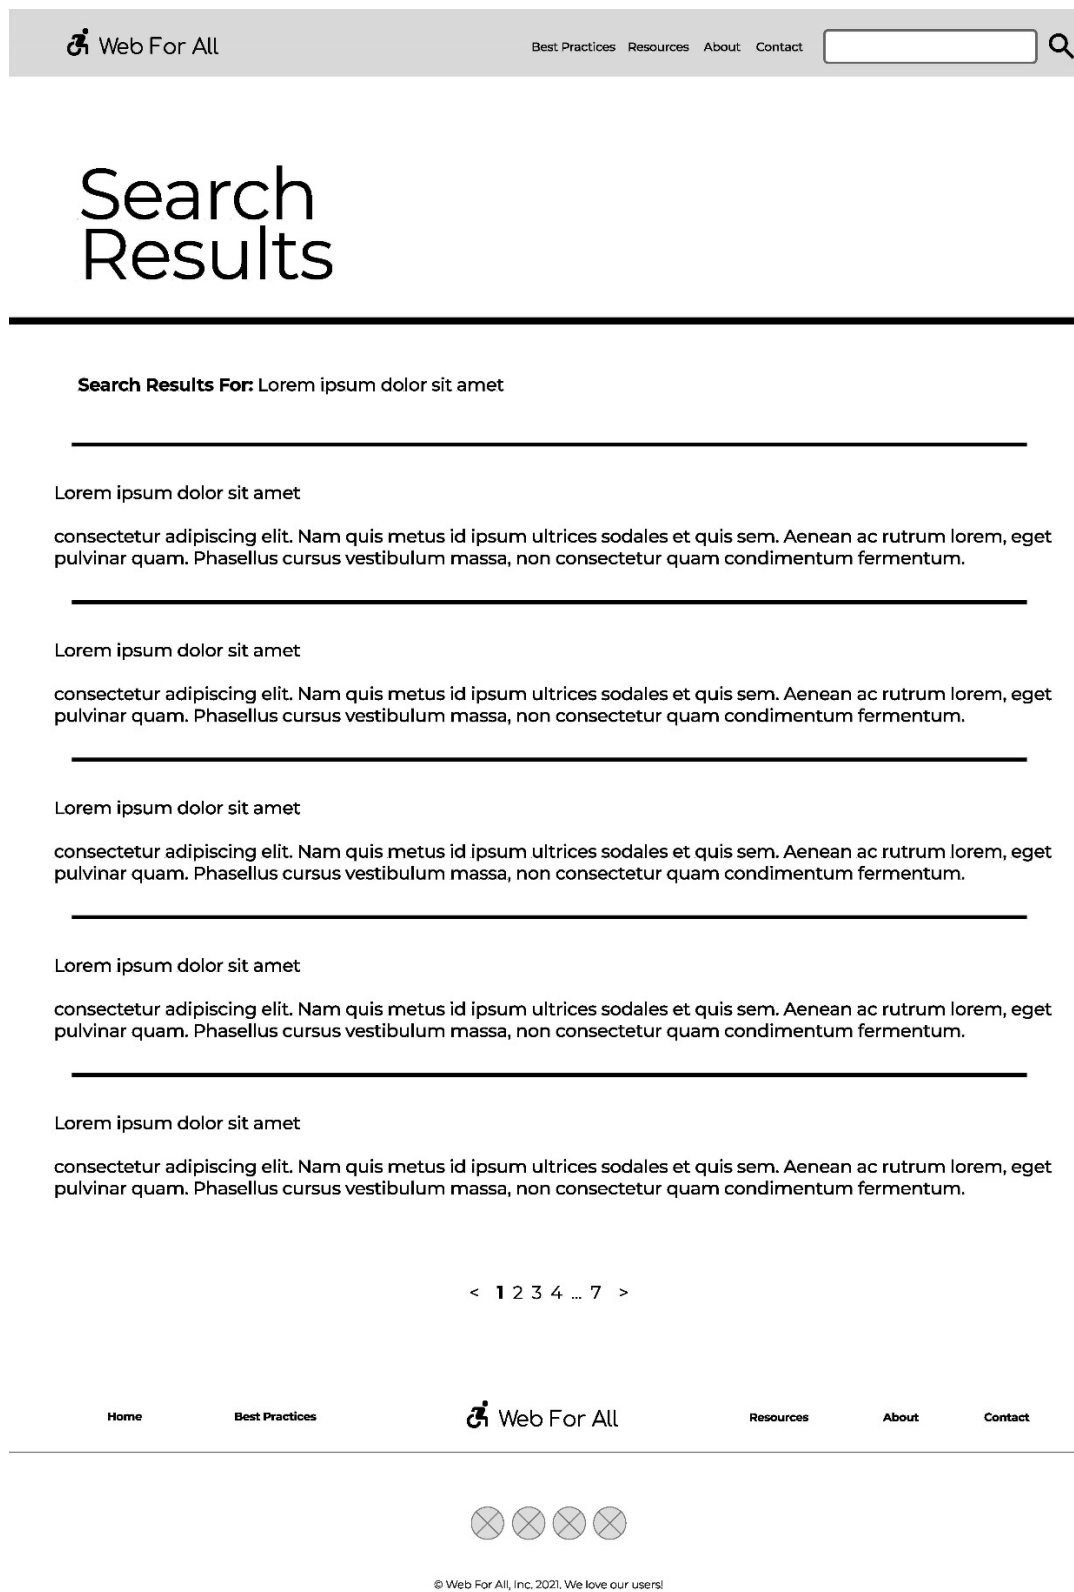 Web For All
Best Practices Resources About Contact
Search
Results
Search Results For: Lorem ipsum dolor sit amet
Lorem ipsum dolor sit amet
consectetur adipiscing elit. Nam quis metus id ipsum ultrices sodales et quis sem. Aenean ac rutrum lorem, eget
pulvinar quam. Phasellus cursus vestibulum massa, non consectetur quam condimentum fermentum.
Lorem ipsum dolor sit amet
consectetur adipiscing elit. Nam quis metus id ipsum ultrices sodales et quis sem. Aenean ac rutrum lorem, eget
pulvinar quam. Phasellus cursus vestibulum massa, non consectetur quam condimentum fermentum.
Lorem ipsum dolor sit amet
consectetur adipiscing elit. Nam quis metus id ipsum ultrices sodales et quis sem. Aenean ac rutrum lorem, eget
pulvinar quam. Phasellus cursus vestibulum massa, non consectetur quam condimentum fermentum.
Lorem ipsum dolor sit amet
consectetur adipiscing elit. Nam quis metus id ipsum ultrices sodales et quis sem. Aenean ac rutrum lorem, eget
pulvinar quam. Phasellus cursus vestibulum massa, non consectetur quam condimentum fermentum.
Lorem ipsum dolor sit amet
consectetur adipiscing elit. Nam quis metus id ipsum ultrices sodales et quis sem. Aenean ac rutrum lorem, eget
pulvinar quam. Phasellus cursus vestibulum massa, non consectetur quam condimentum fermentum.
< 1 2 3 4 ... 7 >
Home Best Practices Web For All Resources About Contact
© Web For All, Inc. 2021. We love our users!